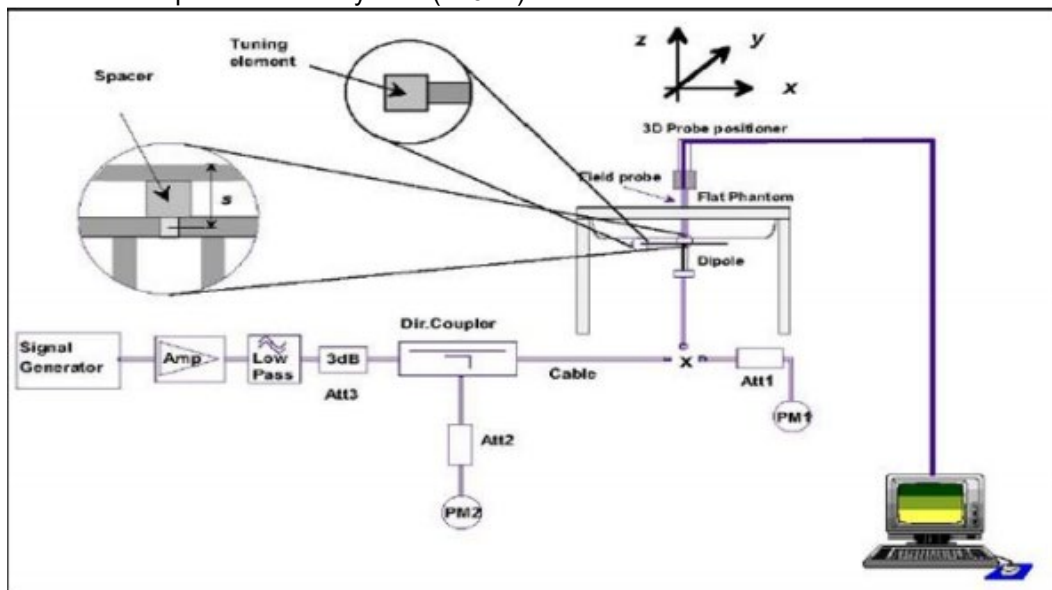 Tuning
element
Spacer
z
y
x
3D Probe positioner
Field probe
Flat Phantom
s
Dipole
Dir.Coupler
Signal
Generator
Amp
Low
Pass
3dB
Att3
Cable
x
Att1
PM1
Att2
PM2